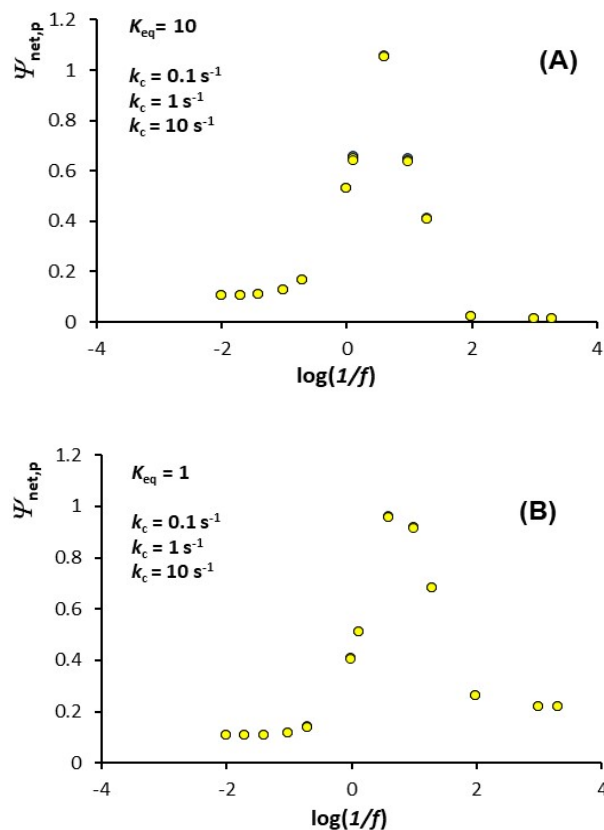 Ψnet,p
1.2
1
0.8
0.6
0.4
0.2
0
Keq = 10
kc = 0.1 s-1
kc = 1 s-1
kc = 10 s-1
(A)
-4 -2 0 2 4
log(1/f)
Ψnet,p
1.2
1
0.8
0.6
0.4
0.2
0
Keq = 1
kc = 0.1 s-1
kc = 1 s-1
kc = 10 s-1
(B)
-4 -2 0 2 4
log(1/f)